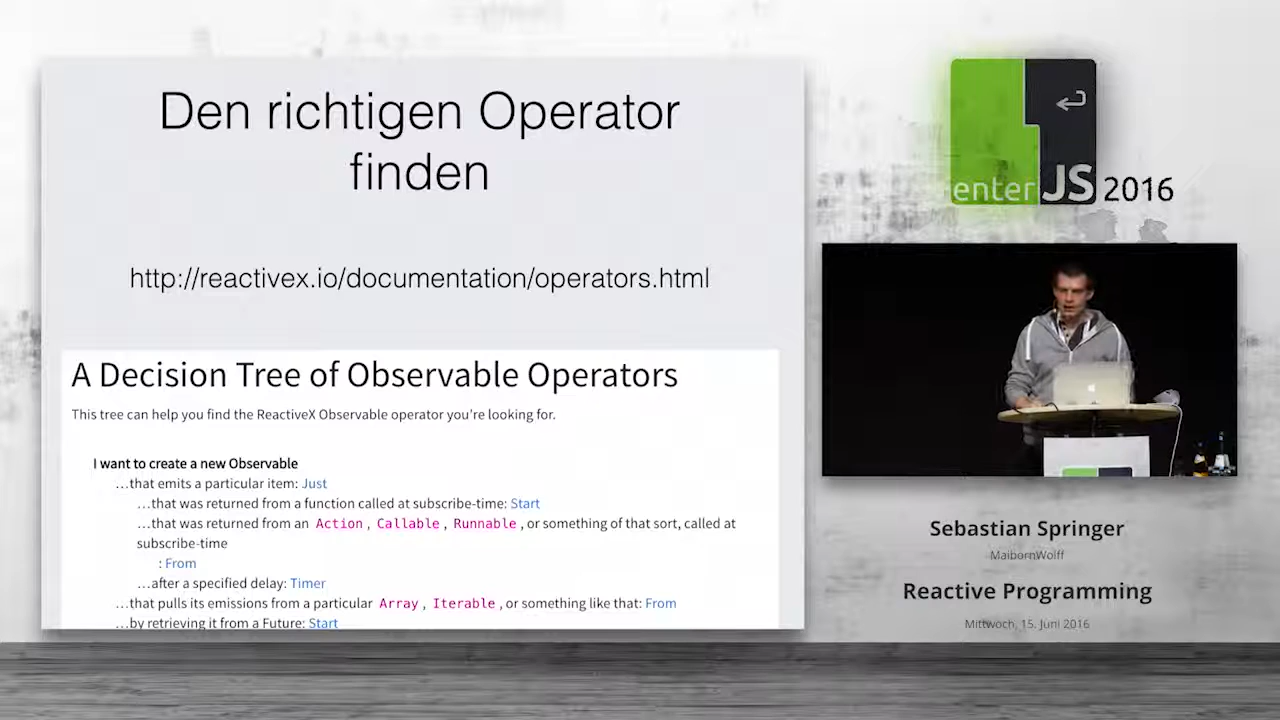 Den richtigen Operator
finden
http://reactivex.io/documentation/operators.html
A Decision Tree of Observable Operators
This tree can help you find the ReactiveX Observable operator you're looking for.
I want to create a new Observable
…that emits a particular item: Just
…that was returned from a function called at subscribe-time: Start
…that was returned from an Action , Callable , Runnable , or something of that sort, called at
subscribe-time
: From
…after a specified delay: Timer
…that pulls its emissions from a particular Array , Iterable , or something like that: From
…by retrieving it from a Future: Start
enterJS 2016
Sebastian Springer
MaibornWolff
Reactive Programming
Mittwoch, 15. Juni 2016